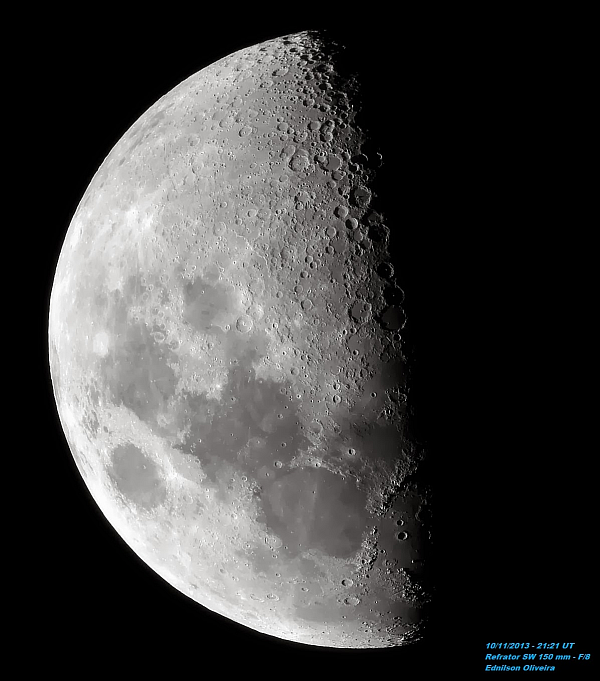 10/11/2013 - 21:21 UT
Refrator SW 150 mm - F/8
Ednilson Oliveira